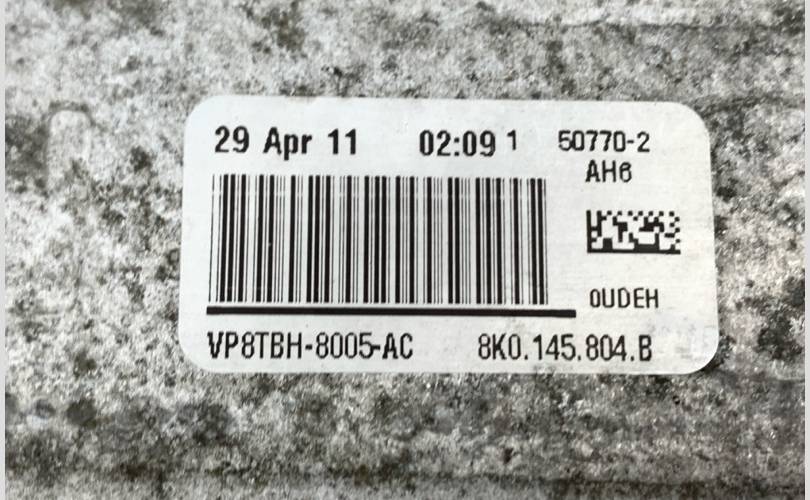 29 Apr 11 02:09 1 50770-2
AH6
0UDEH
VP8TBH-8005-AC 8K0.145.804.B